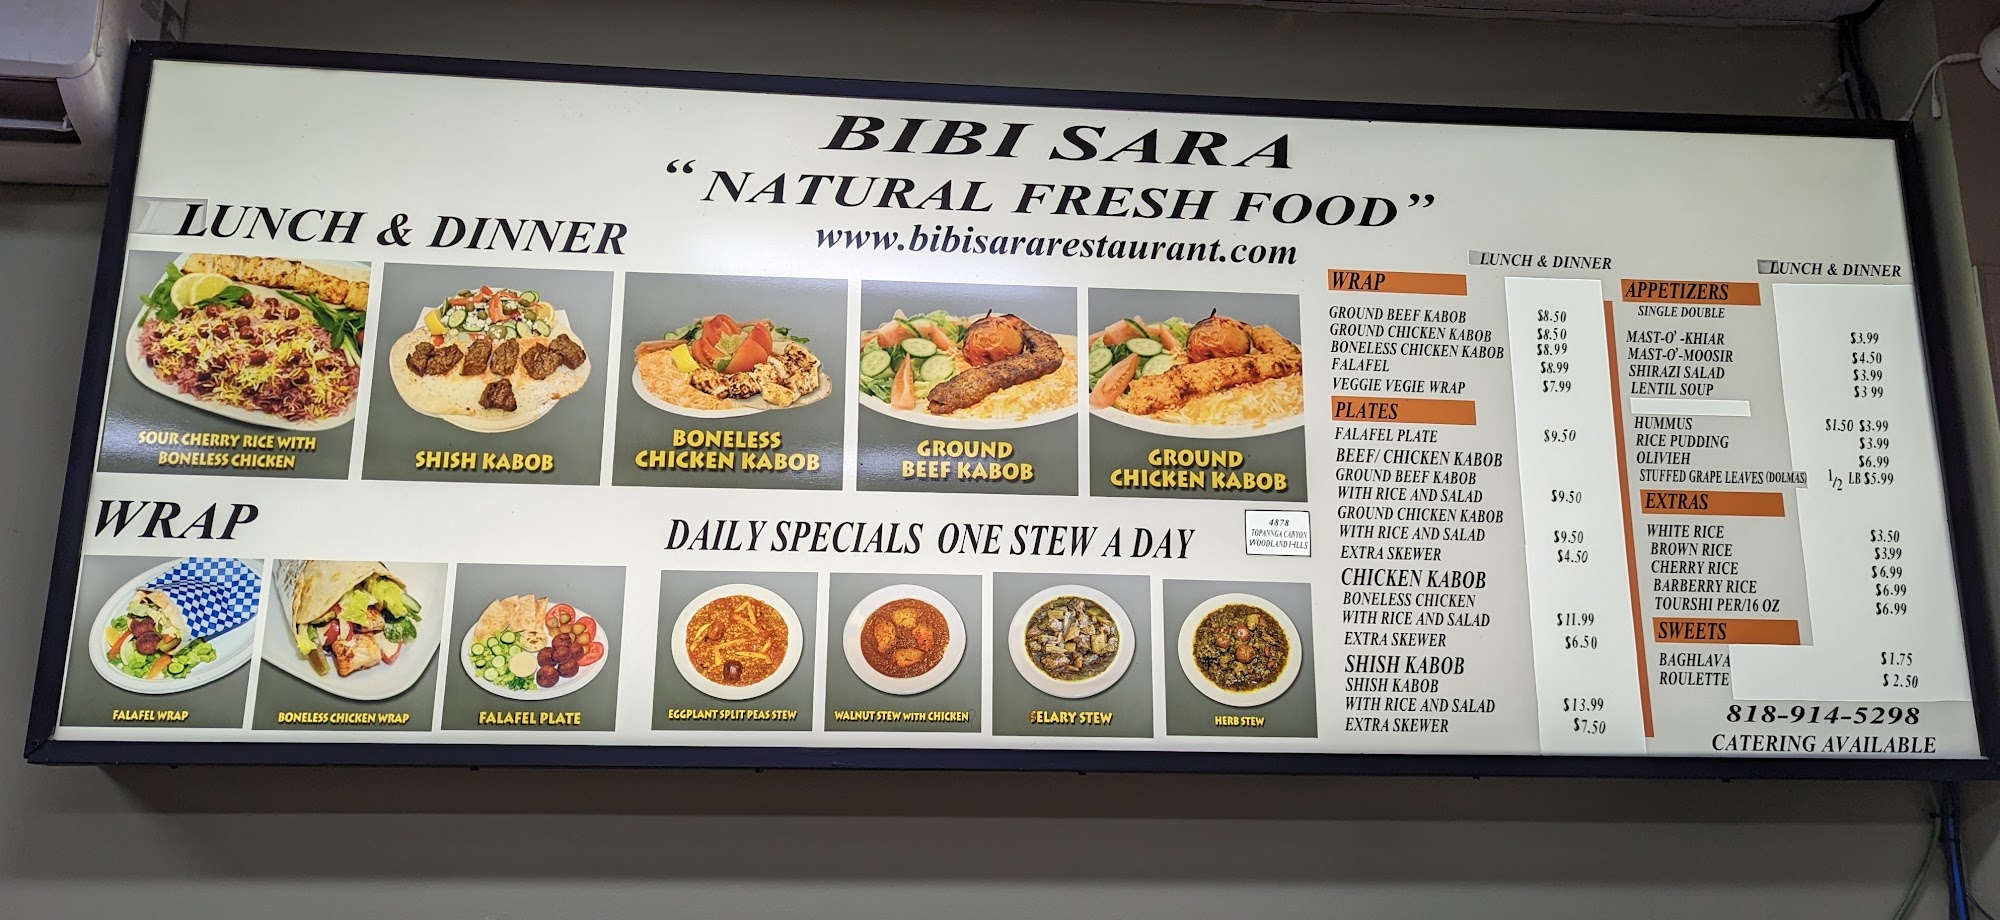 BIBI SARA
"NATURAL FRESH FOOD"
www.bibisararestaurant.com
LUNCH & DINNER
SOUR CHERRY RICE WITH
BONELESS CHICKEN
SHISH KABOB
BONELESS
CHICKEN KABOB
GROUND
BEEF KABOB
GROUND
CHICKEN KABOB
WRAP
FALAFEL WRAP
BONELESS CHICKEN WRAP
FALAFEL PLATE
DAILY SPECIALS ONE STEW A DAY
4878
TOPANNGA CANYON
WOODLAND HILLS
EGGPLANT SPLIT PEAS STEW
WALNUT STEW WITH CHICKEN
SELARY STEW
HERB STEW
LUNCH & DINNER
WRAP
GROUND BEEF KABOB $8.50
GROUND CHICKEN KABOB $8.50
BONELESS CHICKEN KABOB $8.99
FALAFEL $8.99
VEGGIE VEGIE WRAP $7.99
PLATES
FALAFEL PLATE $9.50
BEEF/ CHICKEN KABOB
GROUND BEEF KABOB
WITH RICE AND SALAD $9.50
GROUND CHICKEN KABOB
WITH RICE AND SALAD $9.50
EXTRA SKEWER $4.50
CHICKEN KABOB
BONELESS CHICKEN
WITH RICE AND SALAD $11.99
EXTRA SKEWER $6.50
SHISH KABOB
SHISH KABOB
WITH RICE AND SALAD $13.99
EXTRA SKEWER $7.50
LUNCH & DINNER
APPETIZERS
SINGLE DOUBLE
MAST-O'-KHIAR $3.99
MAST-O'-MOOSIR $4.50
SHIRAZI SALAD $3.99
LENTIL SOUP $3 99
HUMMUS $1.50 $3.99
RICE PUDDING $3.99
OLIVIEH $6.99
STUFFED GRAPE LEAVES (DOLMAS) 1/2 LB $5.99
EXTRAS
WHITE RICE $3.50
BROWN RICE $3.99
CHERRY RICE $6.99
BARBERRY RICE $6.99
TOURSHI PER/16 OZ $6.99
SWEETS
BAGHLAVA $1.75
ROULETTE $ 2.50
818-914-5298
CATERING AVAILABLE